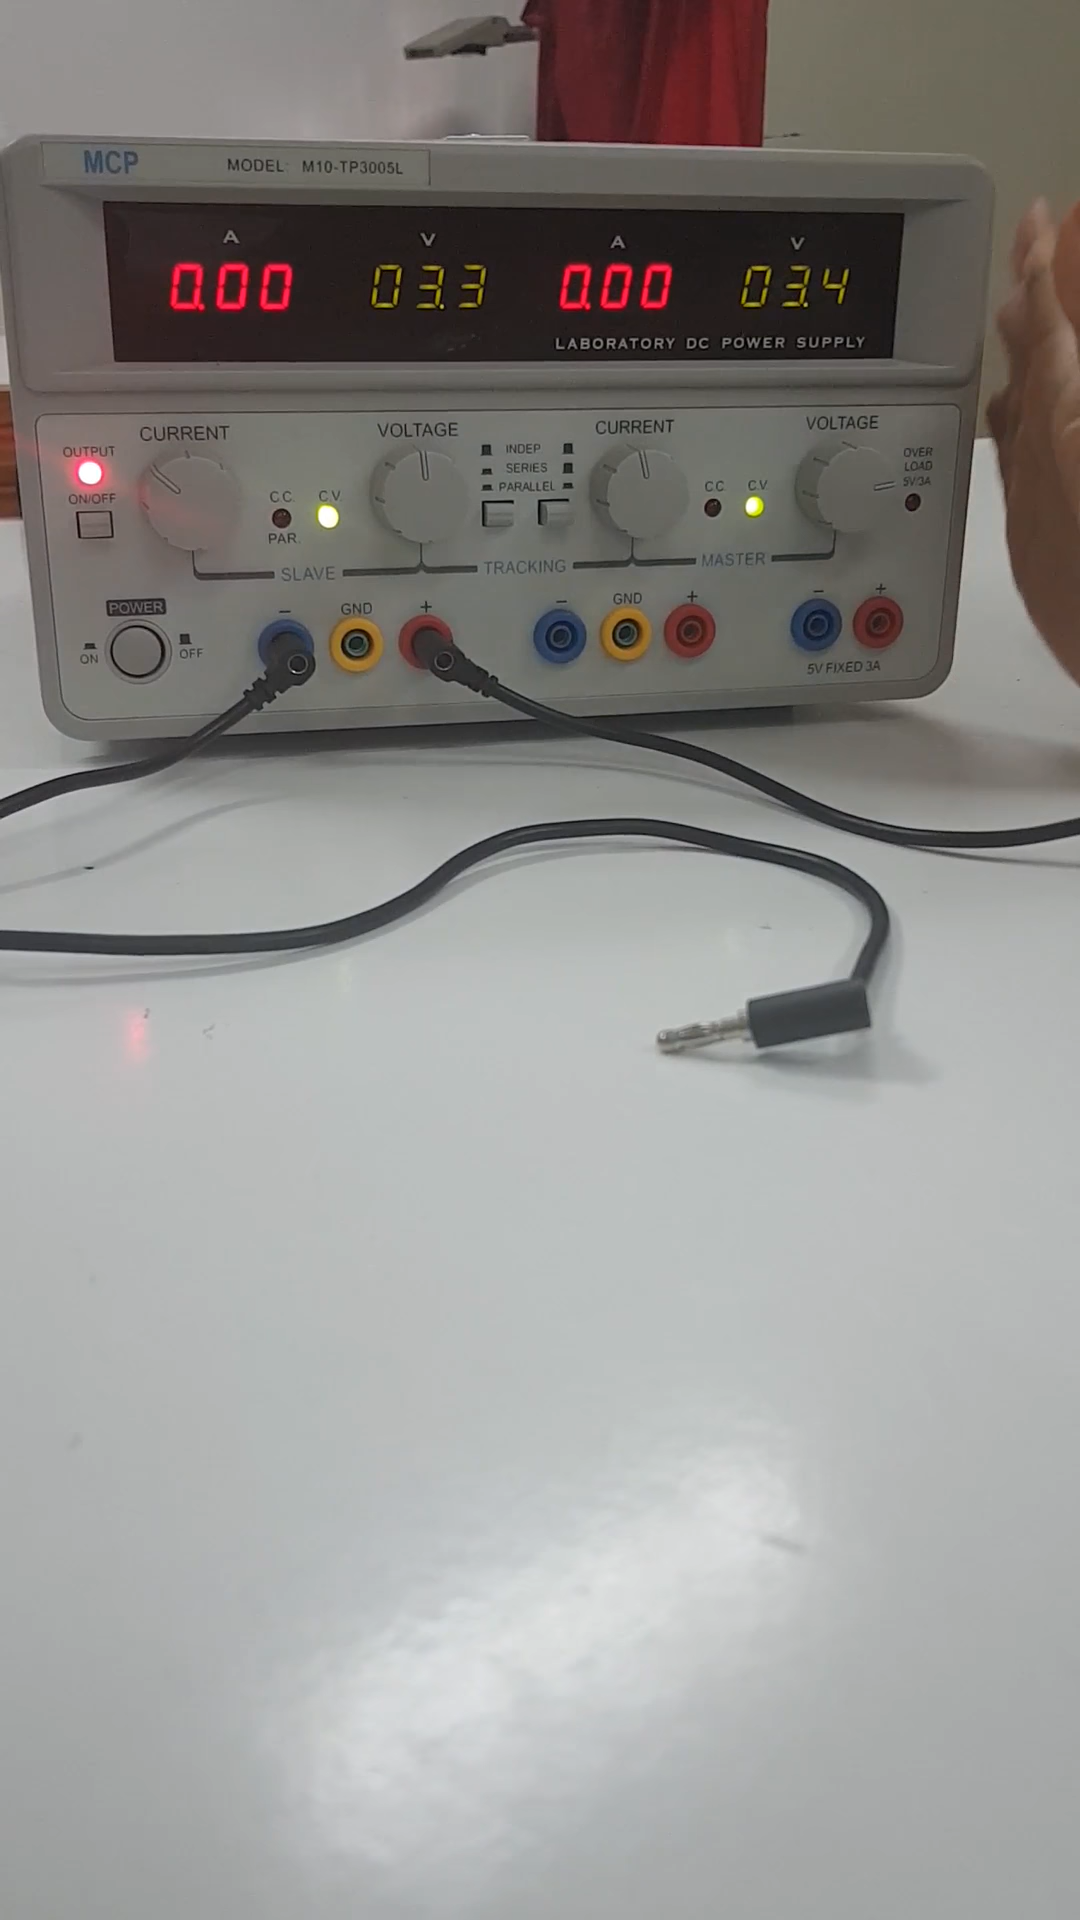 MCP MODEL: M10-TP3005L
A V A V
0.00 03.3 0.00 03.4
LABORATORY DC POWER SUPPLY
OUTPUT
ON/OFF
CURRENT
VOLTAGE
INDEP
SERIES
PARALLEL
CURRENT
VOLTAGE
OVER
LOAD
5V/3A
C.C. C.V.
PAR.
C.C C.V.
SLAVE TRACKING MASTER
POWER
ON OFF
− GND +
− GND +
− +
5V FIXED 3A